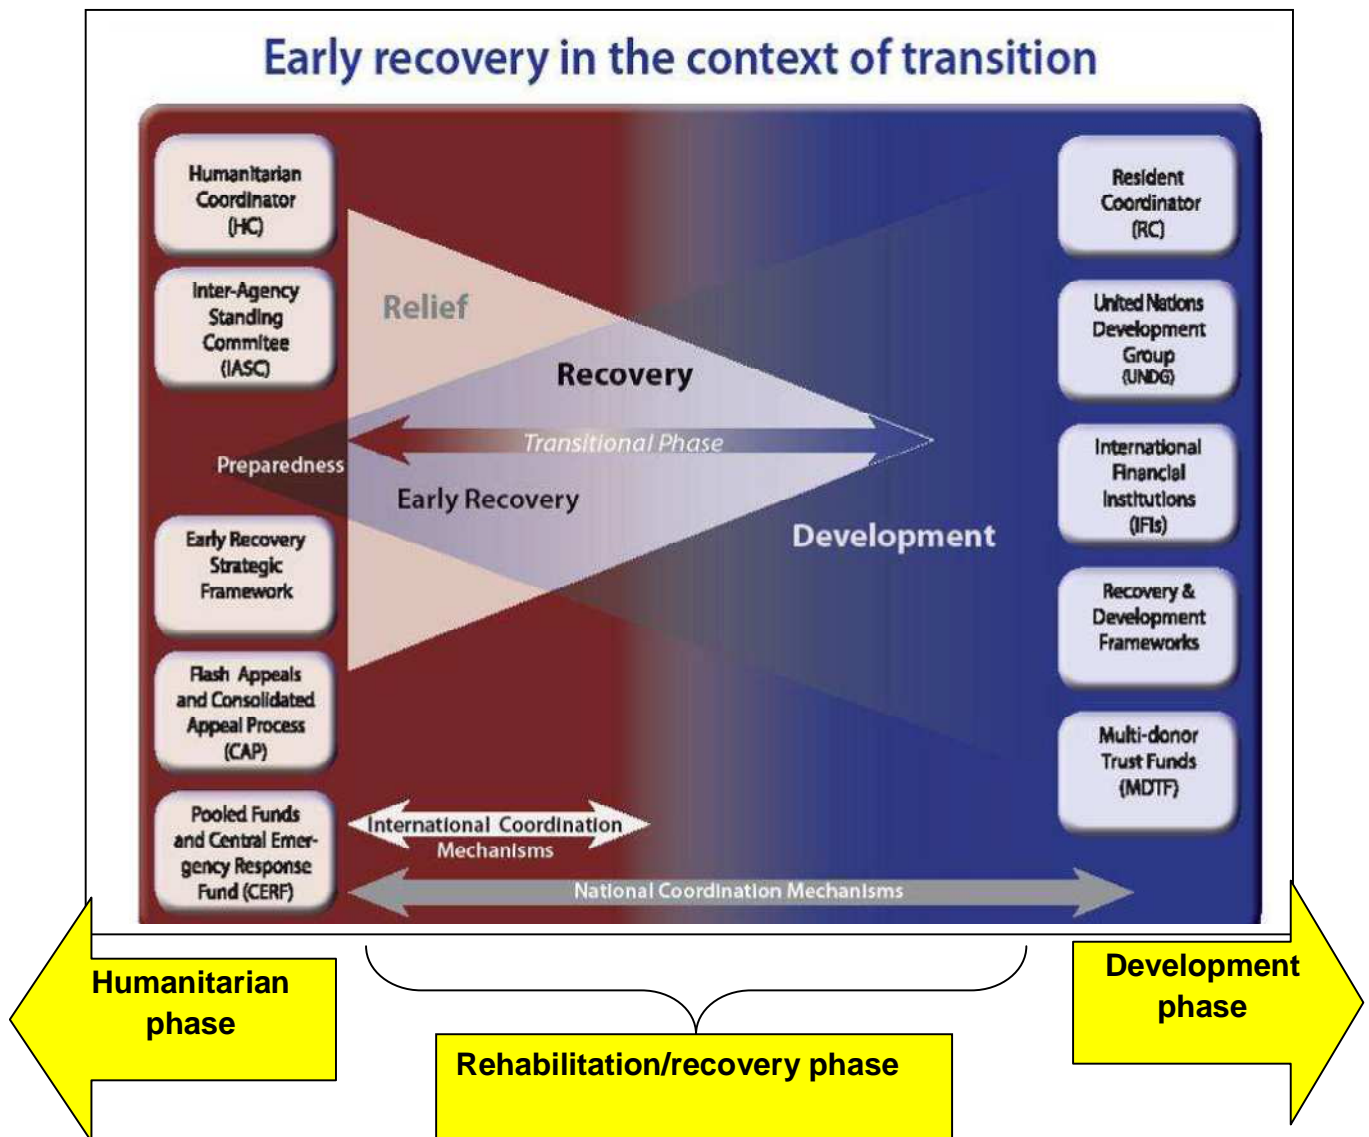 Early recovery in the context of transition
Humanitarian
Coordinator
(HC)
Inter-Agency
Standing
Commitee
(IASC)
Preparedness
Early Recovery
Strategic
Framework
Flash Appeals
and Consolidated
Appeal Process
(CAP)
Pooled Funds
and Central Emer-
gency Response
Fund (CERF)
Relief
Recovery
Transitional Phase
Early Recovery
Development
International Coordination
Mechanisms
National Coordination Mechanisms
Resident
Coordinator
(RC)
United Nations
Development
Group
(UNDG)
International
Financial
Institutions
(IFIs)
Recovery &
Development
Frameworks
Multi-donor
Trust Funds
(MDTF)
Humanitarian
phase
Rehabilitation/recovery phase
Development
phase